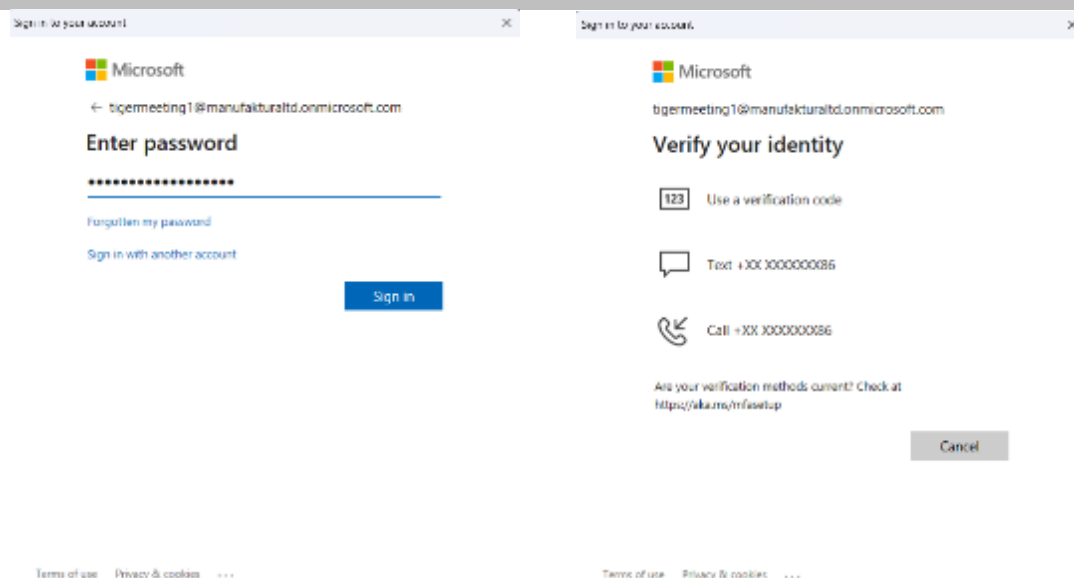 Sign in to your account
Microsoft
← tigermeeting1@manufakturaltd.onmicrosoft.com
Enter password
••••••••••••••••••
Forgotten my password
Sign in with another account
Sign in
Terms of use Privacy & cookies ...
Sign in to your account
Microsoft
tigermeeting1@manufakturaltd.onmicrosoft.com
Verify your identity
123 Use a verification code
Text +XX XXXXXXXX86
Call +XX XXXXXXXX86
Are your verification methods current? Check at
https://aka.ms/mfasetup
Cancel
Terms of use Privacy & cookies ...